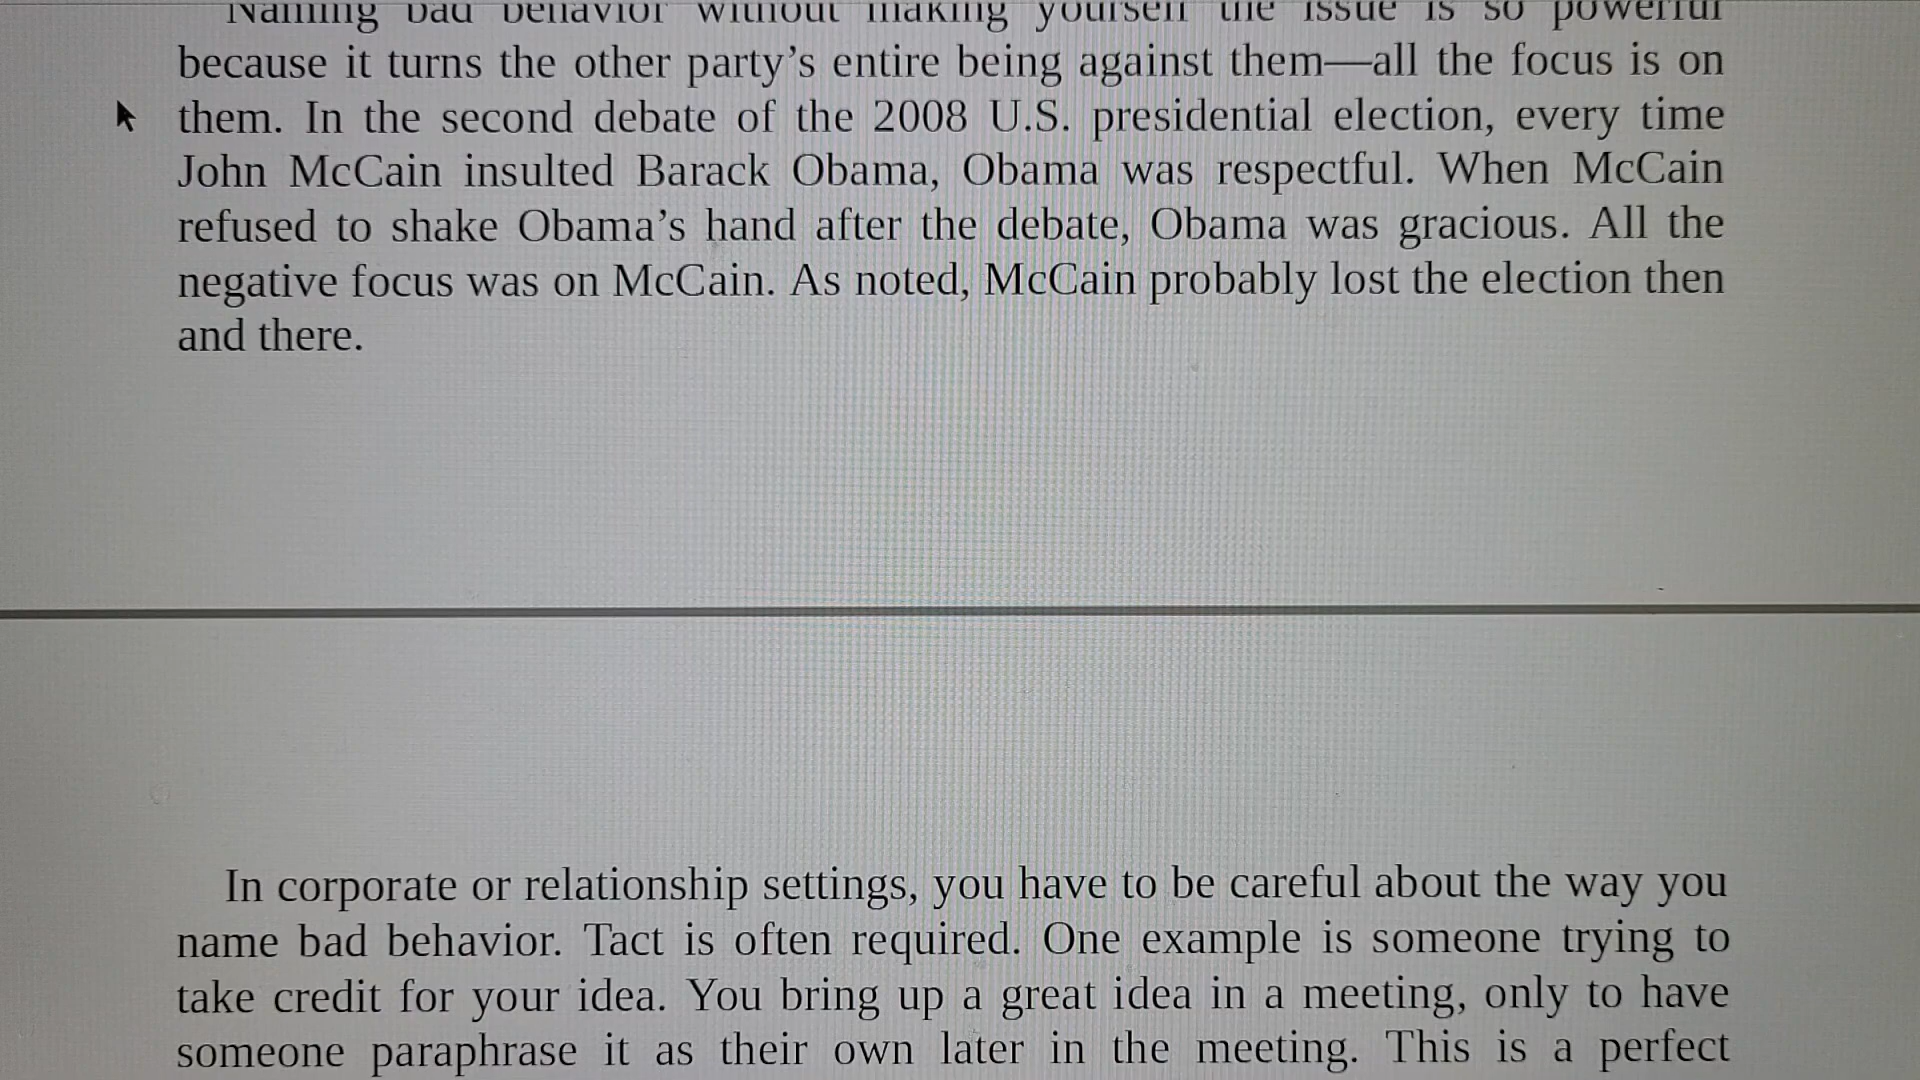 Naming bad behavior without making yourself the issue is so powerful
because it turns the other party’s entire being against them—all the focus is on
them. In the second debate of the 2008 U.S. presidential election, every time
John McCain insulted Barack Obama, Obama was respectful. When McCain
refused to shake Obama’s hand after the debate, Obama was gracious. All the
negative focus was on McCain. As noted, McCain probably lost the election then
and there.
In corporate or relationship settings, you have to be careful about the way you
name bad behavior. Tact is often required. One example is someone trying to
take credit for your idea. You bring up a great idea in a meeting, only to have
someone paraphrase it as their own later in the meeting. This is a perfect